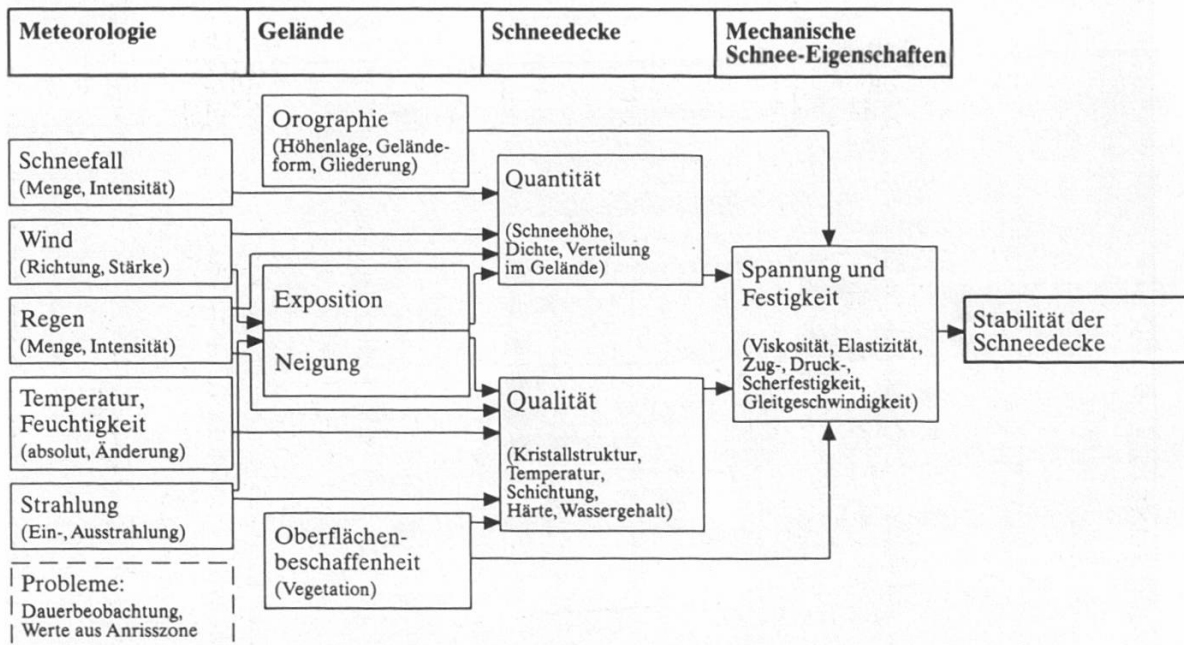 Meteorologie
Gelände
Schneedecke
Mechanische
Schnee-Eigenschaften
Schneefall
(Menge, Intensität)
Wind
(Richtung, Stärke)
Regen
(Menge, Intensität)
Temperatur,
Feuchtigkeit
(absolut, Änderung)
Strahlung
(Ein-, Ausstrahlung)
Probleme:
Dauerbeobachtung,
Werte aus Anrisszone
Orographie
(Höhenlage, Gelände-
form, Gliederung)
Exposition
Neigung
Oberflächen-
beschaffenheit
(Vegetation)
Quantität
(Schneehöhe,
Dichte, Verteilung
im Gelände)
Qualität
(Kristallstruktur,
Temperatur,
Schichtung,
Härte, Wassergehalt)
Spannung und
Festigkeit
(Viskosität, Elastizität,
Zug-, Druck-,
Scherfestigkeit,
Gleitgeschwindigkeit)
Stabilität der
Schneedecke